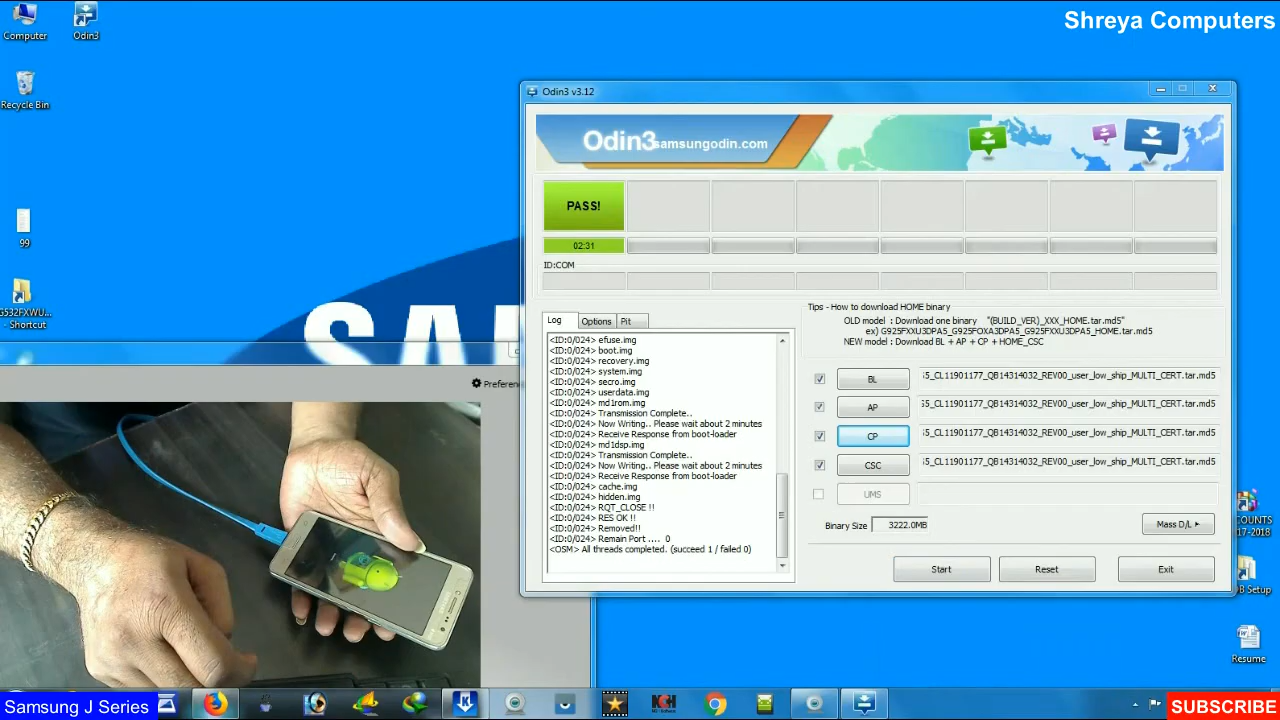 Shreya Computers
Computer
Odin3
Recycle Bin
99
G532FXWU...
- Shortcut
SAM
Preferen
Odin3 v3.12
Odin3
samsungodin.com
PASS!
02:31
ID:COM
Log
Options
Pit
<ID:0/024> efuse.img
<ID:0/024> boot.img
<ID:0/024> recovery.img
<ID:0/024> system.img
<ID:0/024> secro.img
<ID:0/024> userdata.img
<ID:0/024> md1rom.img
<ID:0/024> Transmission Complete..
<ID:0/024> Now Writing.. Please wait about 2 minutes
<ID:0/024> Receive Response from boot-loader
<ID:0/024> md1dsp.img
<ID:0/024> Transmission Complete..
<ID:0/024> Now Writing.. Please wait about 2 minutes
<ID:0/024> Receive Response from boot-loader
<ID:0/024> cache.img
<ID:0/024> hidden.img
<ID:0/024> RQT_CLOSE !!
<ID:0/024> RES OK !!
<ID:0/024> Removed!!
<ID:0/024> Remain Port .... 0
<OSM> All threads completed. (succeed 1 / failed 0)
Tips - How to download HOME binary
OLD model : Download one binary "(BUILD_VER)_XXX_HOME.tar.md5"
ex) G925FXXU3DPA5_G925FOXA3DPA5_G925FXXU3DPA5_HOME.tar.md5
NEW model : Download BL + AP + CP + HOME_CSC
BL
5_CL11901177_QB14314032_REV00_user_low_ship_MULTI_CERT.tar.md5
AP
5_CL11901177_QB14314032_REV00_user_low_ship_MULTI_CERT.tar.md5
CP
5_CL11901177_QB14314032_REV00_user_low_ship_MULTI_CERT.tar.md5
CSC
5_CL11901177_QB14314032_REV00_user_low_ship_MULTI_CERT.tar.md5
UMS
Binary Size
3222.0MB
Mass D/L
Start
Reset
Exit
COUNTS
17-2018
B Setup
Resume
Samsung J Series
SUBSCRIBE